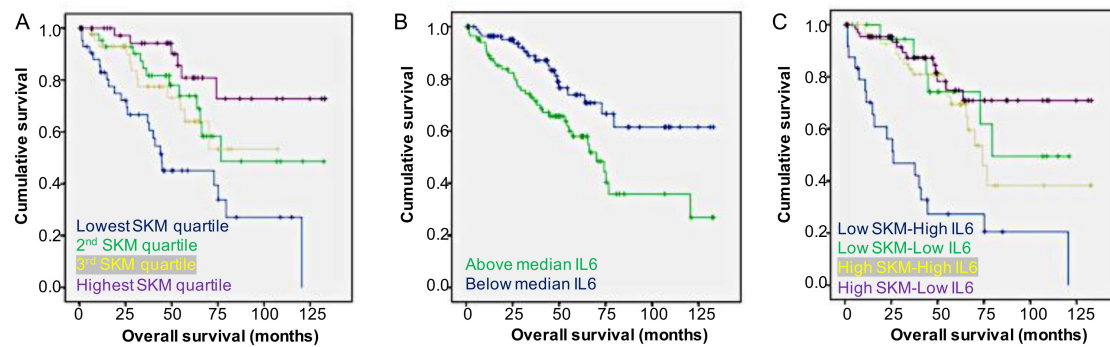 A
Cumulative survival
1.0
0.8
0.6
0.4
0.2
0.0
Lowest SKM quartile
2nd SKM quartile
3rd SKM quartile
Highest SKM quartile
0 25 50 75 100 125
Overall survival (months)
B
Cumulative survival
1.0
0.8
0.6
0.4
0.2
0.0
Above median IL6
Below median IL6
0 25 50 75 100 125
Overall survival (months)
C
Cumulative survival
1.0
0.8
0.6
0.4
0.2
0.0
Low SKM-High IL6
Low SKM-Low IL6
High SKM-High IL6
High SKM-Low IL6
0 25 50 75 100 125
Overall survival (months)